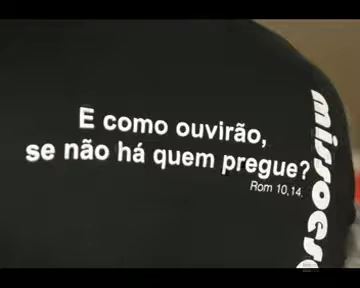 E como ouvirão,
se não há quem pregue?
Rom 10,14.
missoes